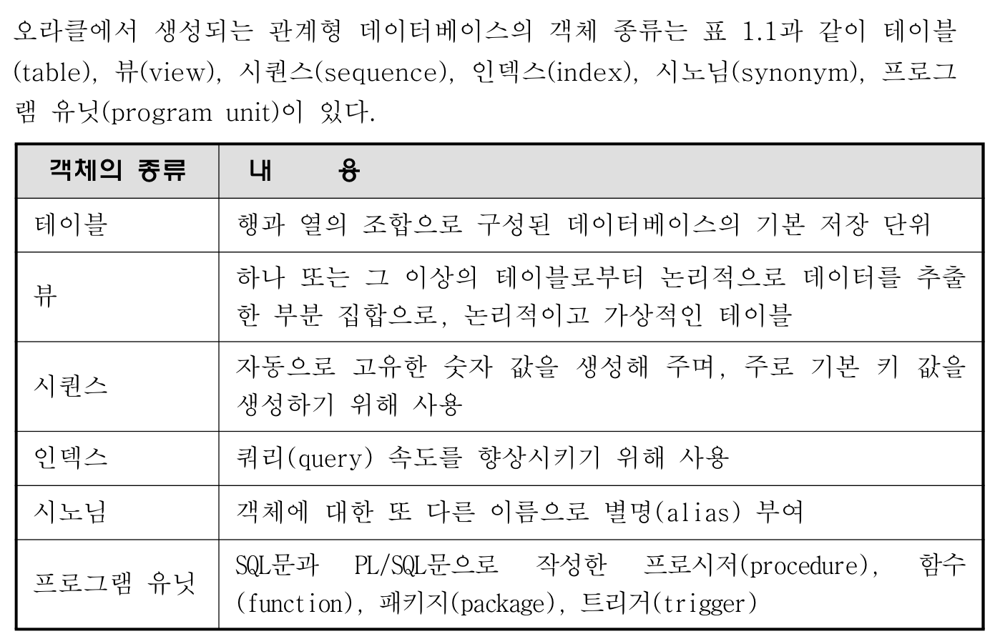 오라클에서 생성되는 관계형 데이터베이스의 객체 종류는 표 1.1과 같이 테이블
(table), 뷰(view), 시퀀스(sequence), 인덱스(index), 시노님(synonym), 프로그
램 유닛(program unit)이 있다.
객체의 종류 내 용
테이블 행과 열의 조합으로 구성된 데이터베이스의 기본 저장 단위
뷰 하나 또는 그 이상의 테이블로부터 논리적으로 데이터를 추출
한 부분 집합으로, 논리적이고 가상적인 테이블
시퀀스 자동으로 고유한 숫자 값을 생성해 주며, 주로 기본 키 값을
생성하기 위해 사용
인덱스 쿼리(query) 속도를 향상시키기 위해 사용
시노님 객체에 대한 또 다른 이름으로 별명(alias) 부여
프로그램 유닛 SQL문과 PL/SQL문으로 작성한 프로시저(procedure), 함수
(function), 패키지(package), 트리거(trigger)